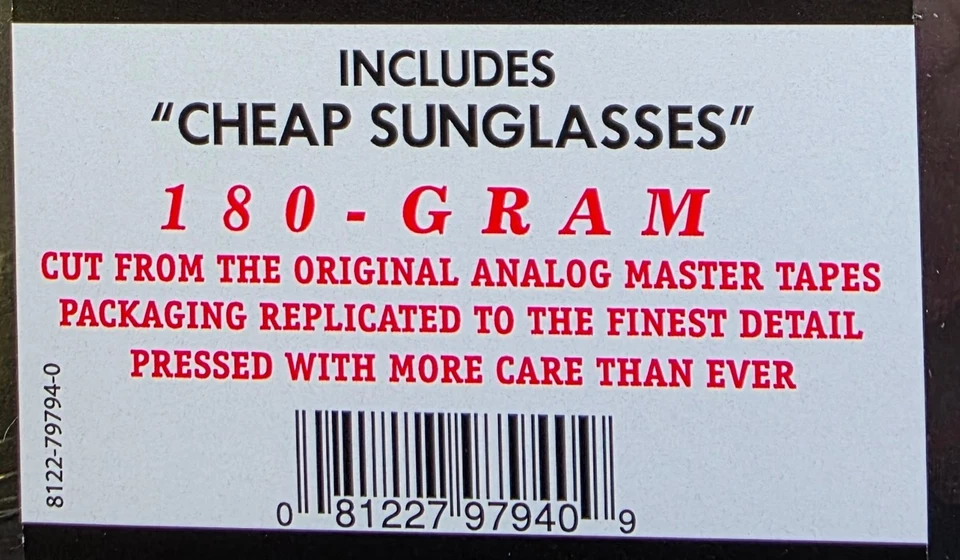 INCLUDES
“CHEAP SUNGLASSES”
180-GRAM
CUT FROM THE ORIGINAL ANALOG MASTER TAPES
PACKAGING REPLICATED TO THE FINEST DETAIL
PRESSED WITH MORE CARE THAN EVER
8122-79794-0
0 81227 97940 9